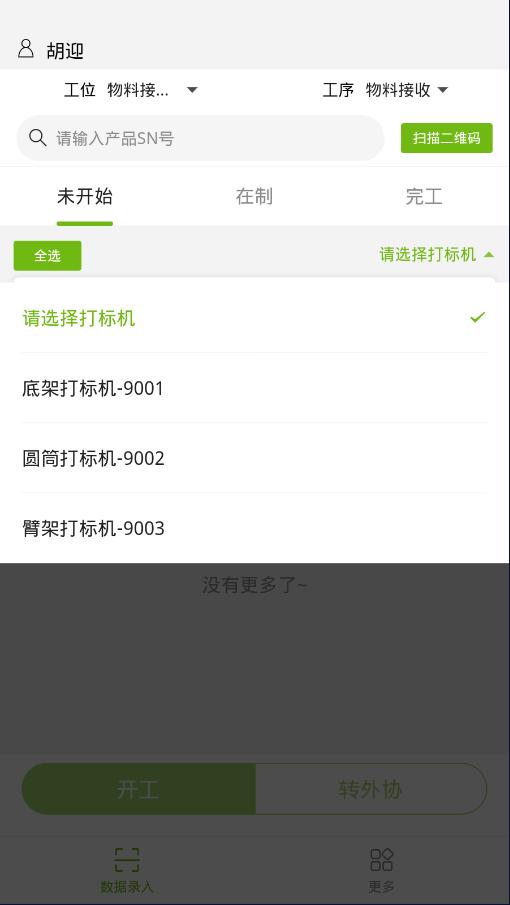 胡迎
工位 物料接... 工序 物料接收
请输入产品SN号 扫描二维码
未开始 在制 完工
全选 请选择打标机
请选择打标机
底架打标机-9001
圆筒打标机-9002
臂架打标机-9003
没有更多了~
开工 转外协
数据录入 更多